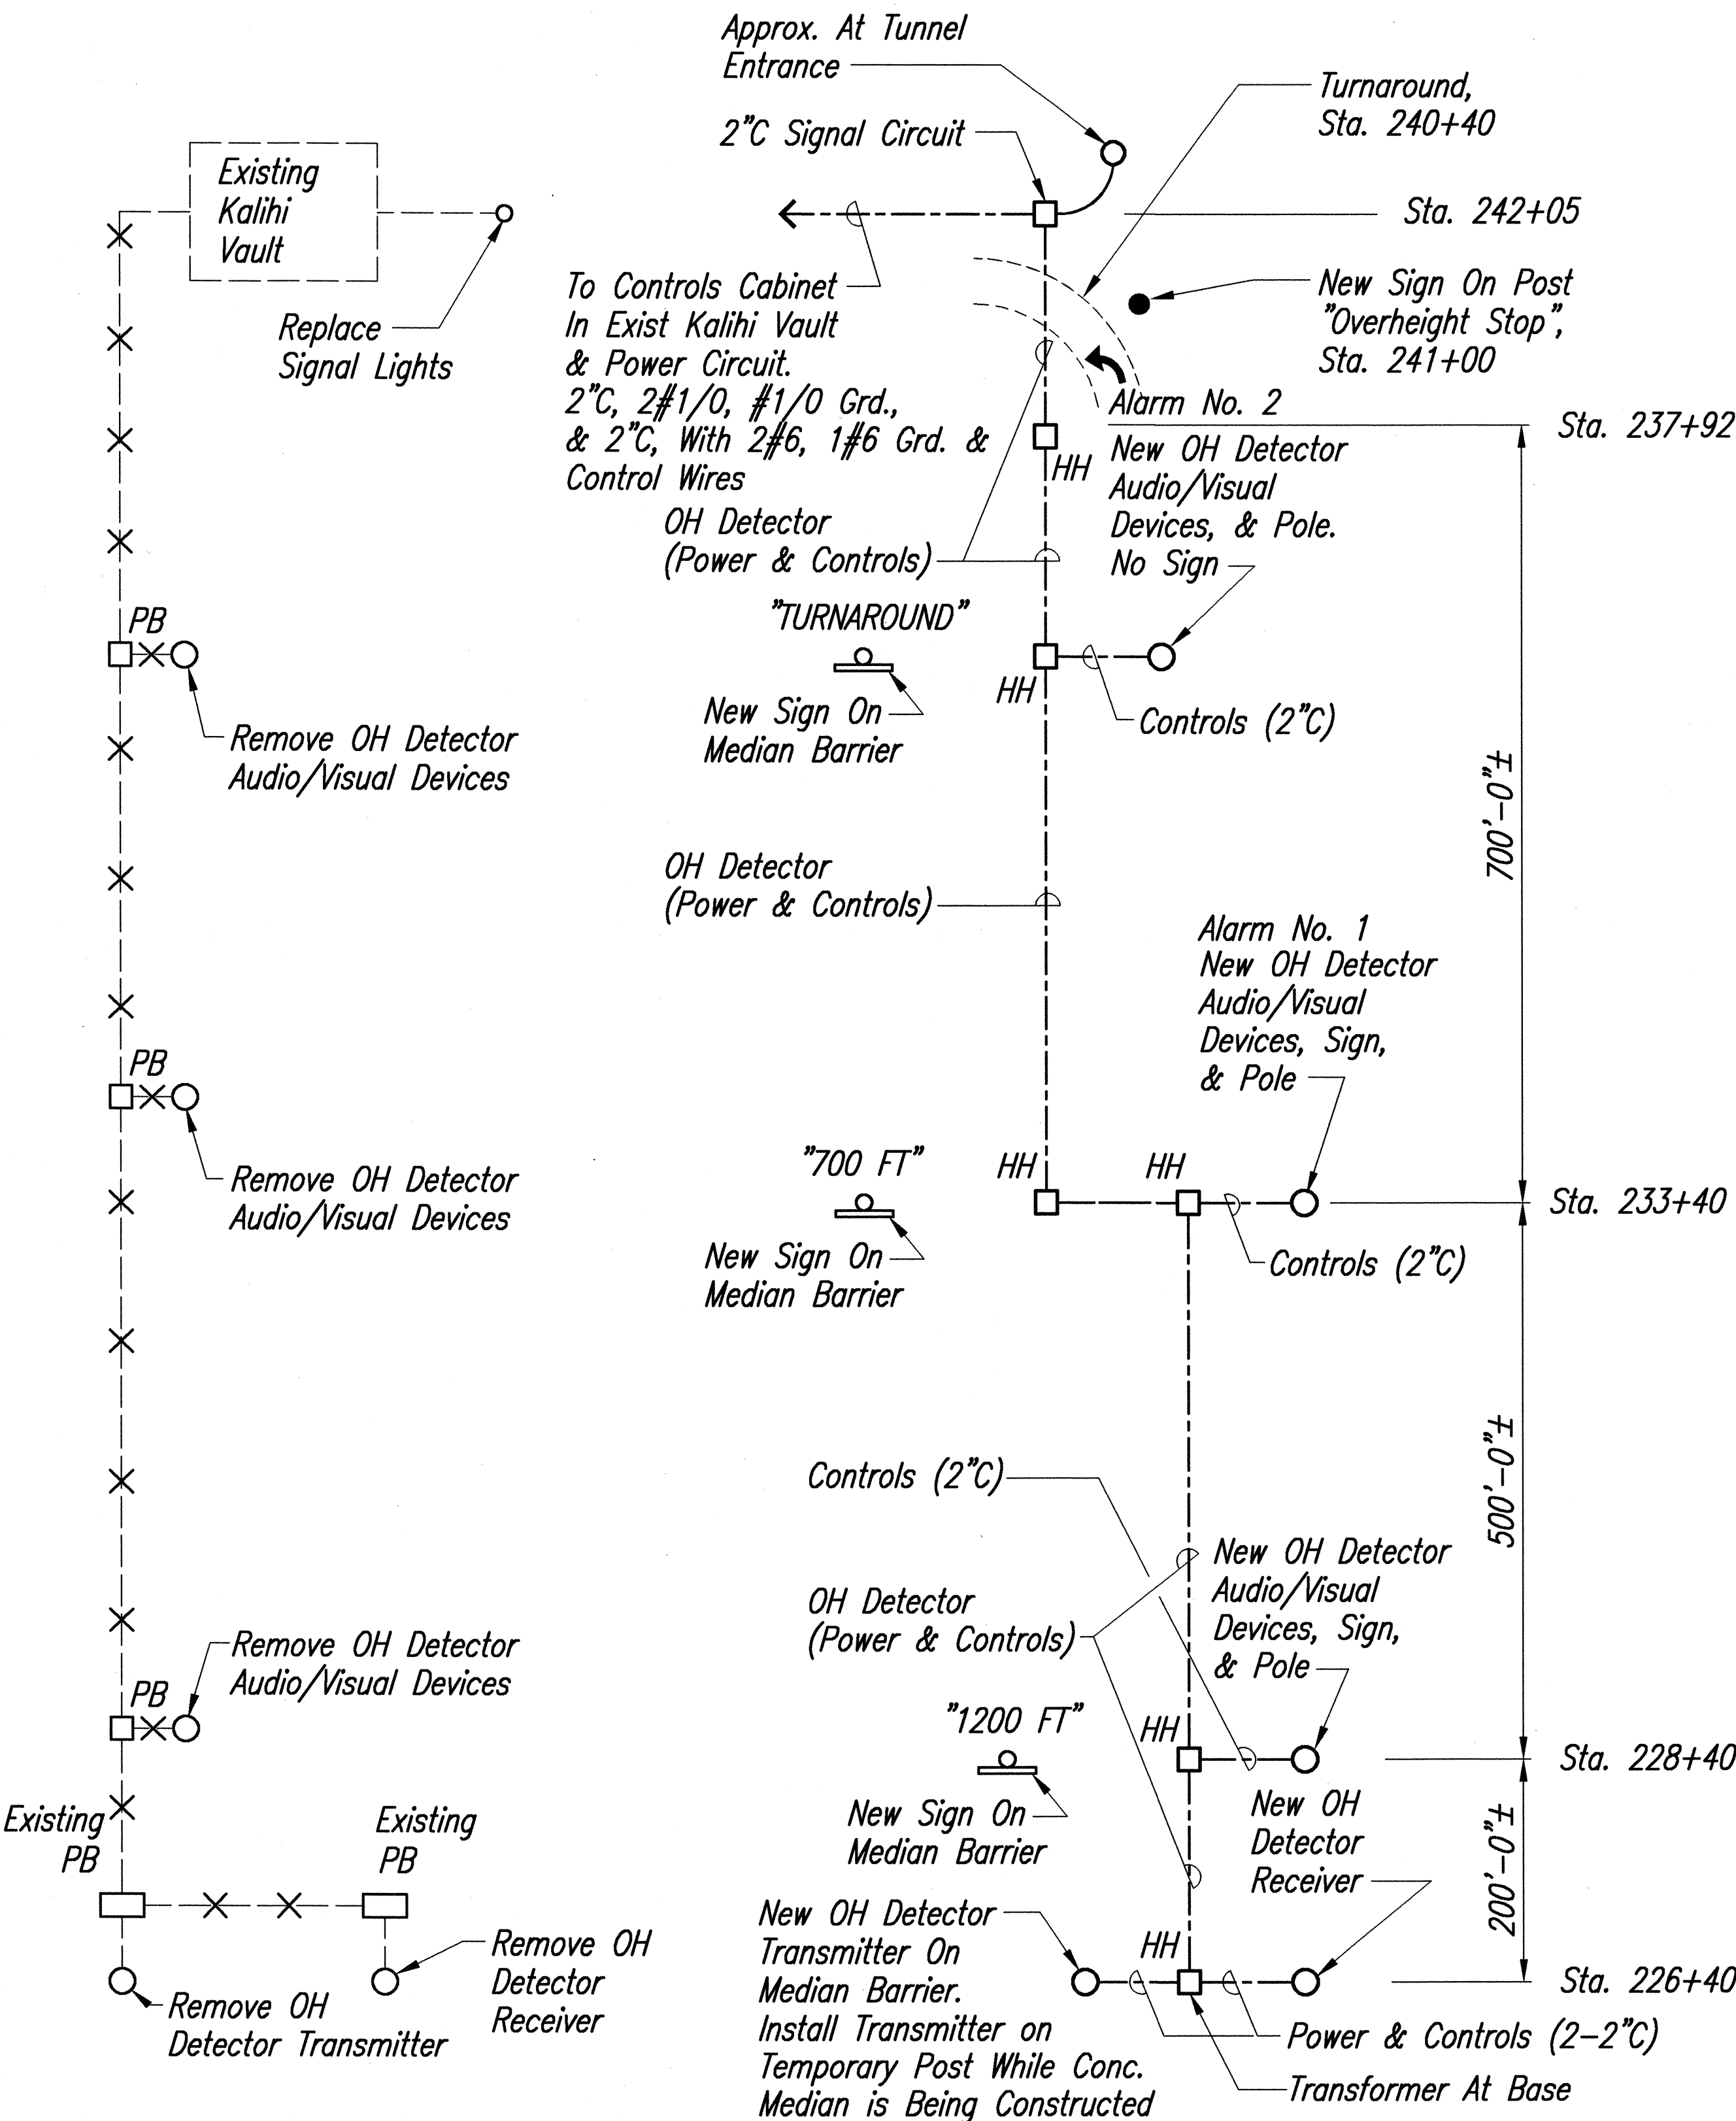 Approx. At Tunnel
Entrance
Turnaround,
Sta. 240+40
2"C Signal Circuit
Existing
Kalihi
Vault
Sta. 242+05
Replace
Signal Lights
To Controls Cabinet
In Exist Kalihi Vault
& Power Circuit.
2"C, 2#1/0, #1/0 Grd.,
& 2"C, With 2#6, 1#6 Grd. &
Control Wires
New Sign On Post
"Overheight Stop",
Sta. 241+00
Alarm No. 2
Sta. 237+92
New OH Detector
Audio/Visual
Devices, & Pole.
No Sign
HH
OH Detector
(Power & Controls)
"TURNAROUND"
New Sign On
Median Barrier
HH
Controls (2"C)
PB
Remove OH Detector
Audio/Visual Devices
700'-0"±
OH Detector
(Power & Controls)
Alarm No. 1
New OH Detector
Audio/Visual
Devices, Sign,
& Pole
PB
Remove OH Detector
Audio/Visual Devices
"700 FT"
New Sign On
Median Barrier
HH
HH
Sta. 233+40
Controls (2"C)
500'-0"±
Controls (2"C)
OH Detector
(Power & Controls)
New OH Detector
Audio/Visual
Devices, Sign,
& Pole
Remove OH Detector
Audio/Visual Devices
PB
"1200 FT"
New Sign On
Median Barrier
HH
Sta. 228+40
200'-0"±
New OH
Detector
Receiver
Existing
PB
Existing
PB
Remove OH
Detector Transmitter
Remove OH
Detector
Receiver
New OH Detector
Transmitter On
Median Barrier.
Install Transmitter on
Temporary Post While Conc.
Median is Being Constructed
HH
Sta. 226+40
Power & Controls (2-2"C)
Transformer At Base